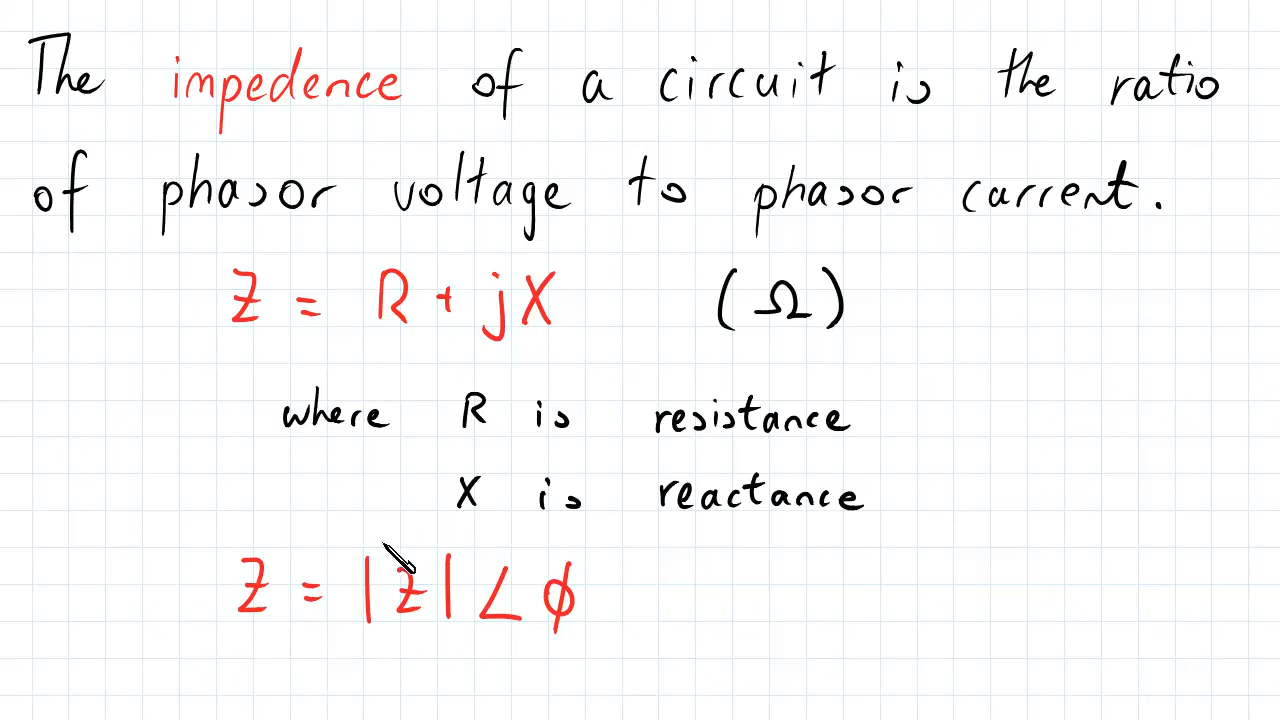 The impedence of a circuit is the ratio
of phasor voltage to phasor current.
Z = R + jX (Ω)
where R is resistance
X is reactance
Z = |Z| ∠ ϕ